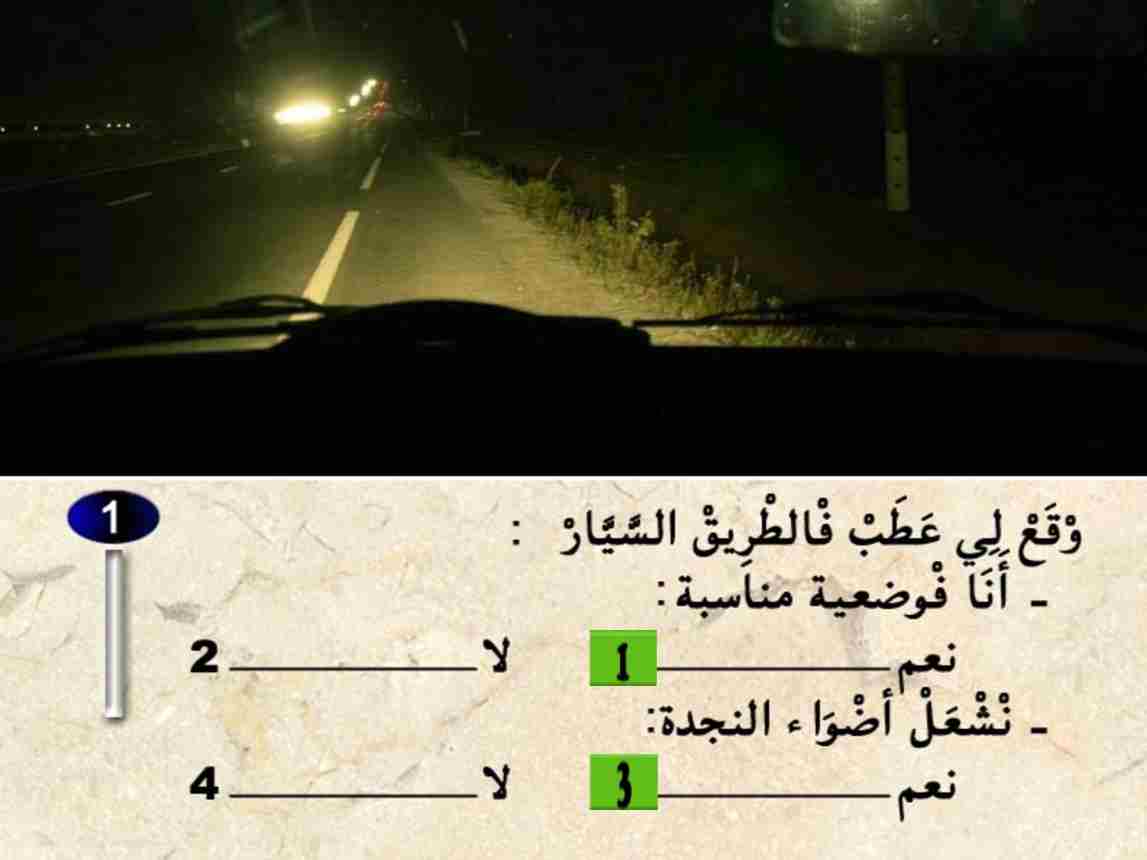 1
وْقَعْ لِي عَطَبْ فْالطْرِيقْ السَّيَّارْ :
ـ أَنَا فْوضعية مناسبة :
نعم 1 لا 2
ـ نْشْعَلْ أضْوَاء النجدة:
نعم 3 لا 4